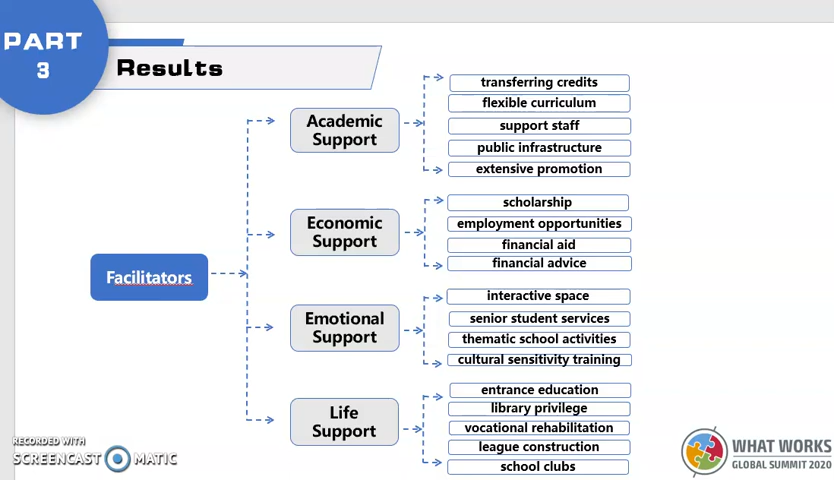 PART
3
Results
Facilitators
Academic
Support
transferring credits
flexible curriculum
support staff
public infrastructure
extensive promotion
Economic
Support
scholarship
employment opportunities
financial aid
financial advice
Emotional
Support
interactive space
senior student services
thematic school activities
cultural sensitivity training
Life
Support
entrance education
library privilege
vocational rehabilitation
league construction
school clubs
RECORDED WITH
SCREENCAST MATIC
WHAT WORKS
GLOBAL SUMMIT 2020